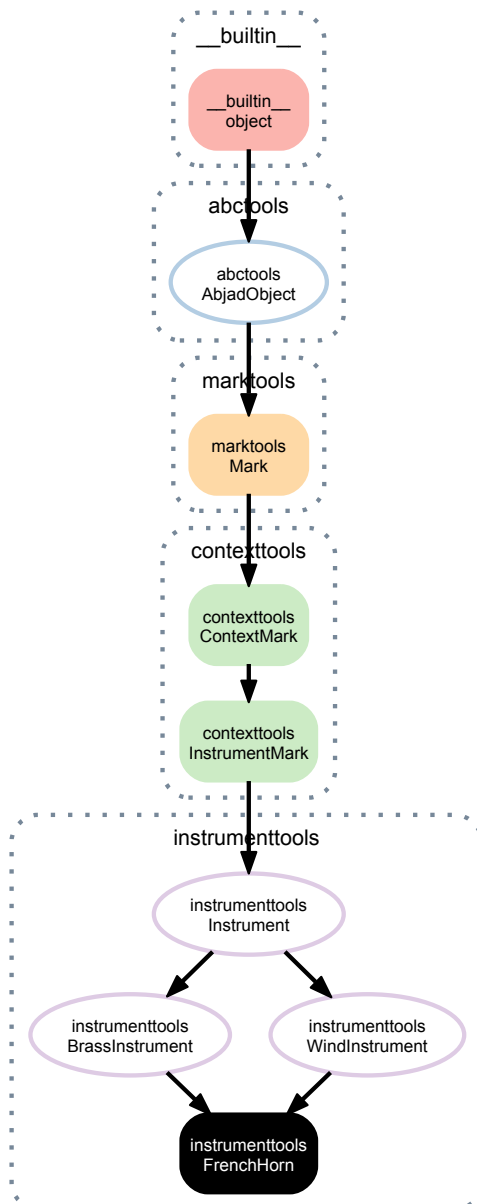 __builtin__
__builtin__
object
abctools
abctools
AbjadObject
marktools
marktools
Mark
contexttools
contexttools
ContextMark
contexttools
InstrumentMark
instrumenttools
instrumenttools
Instrument
instrumenttools
BrassInstrument
instrumenttools
WindInstrument
instrumenttools
FrenchHorn